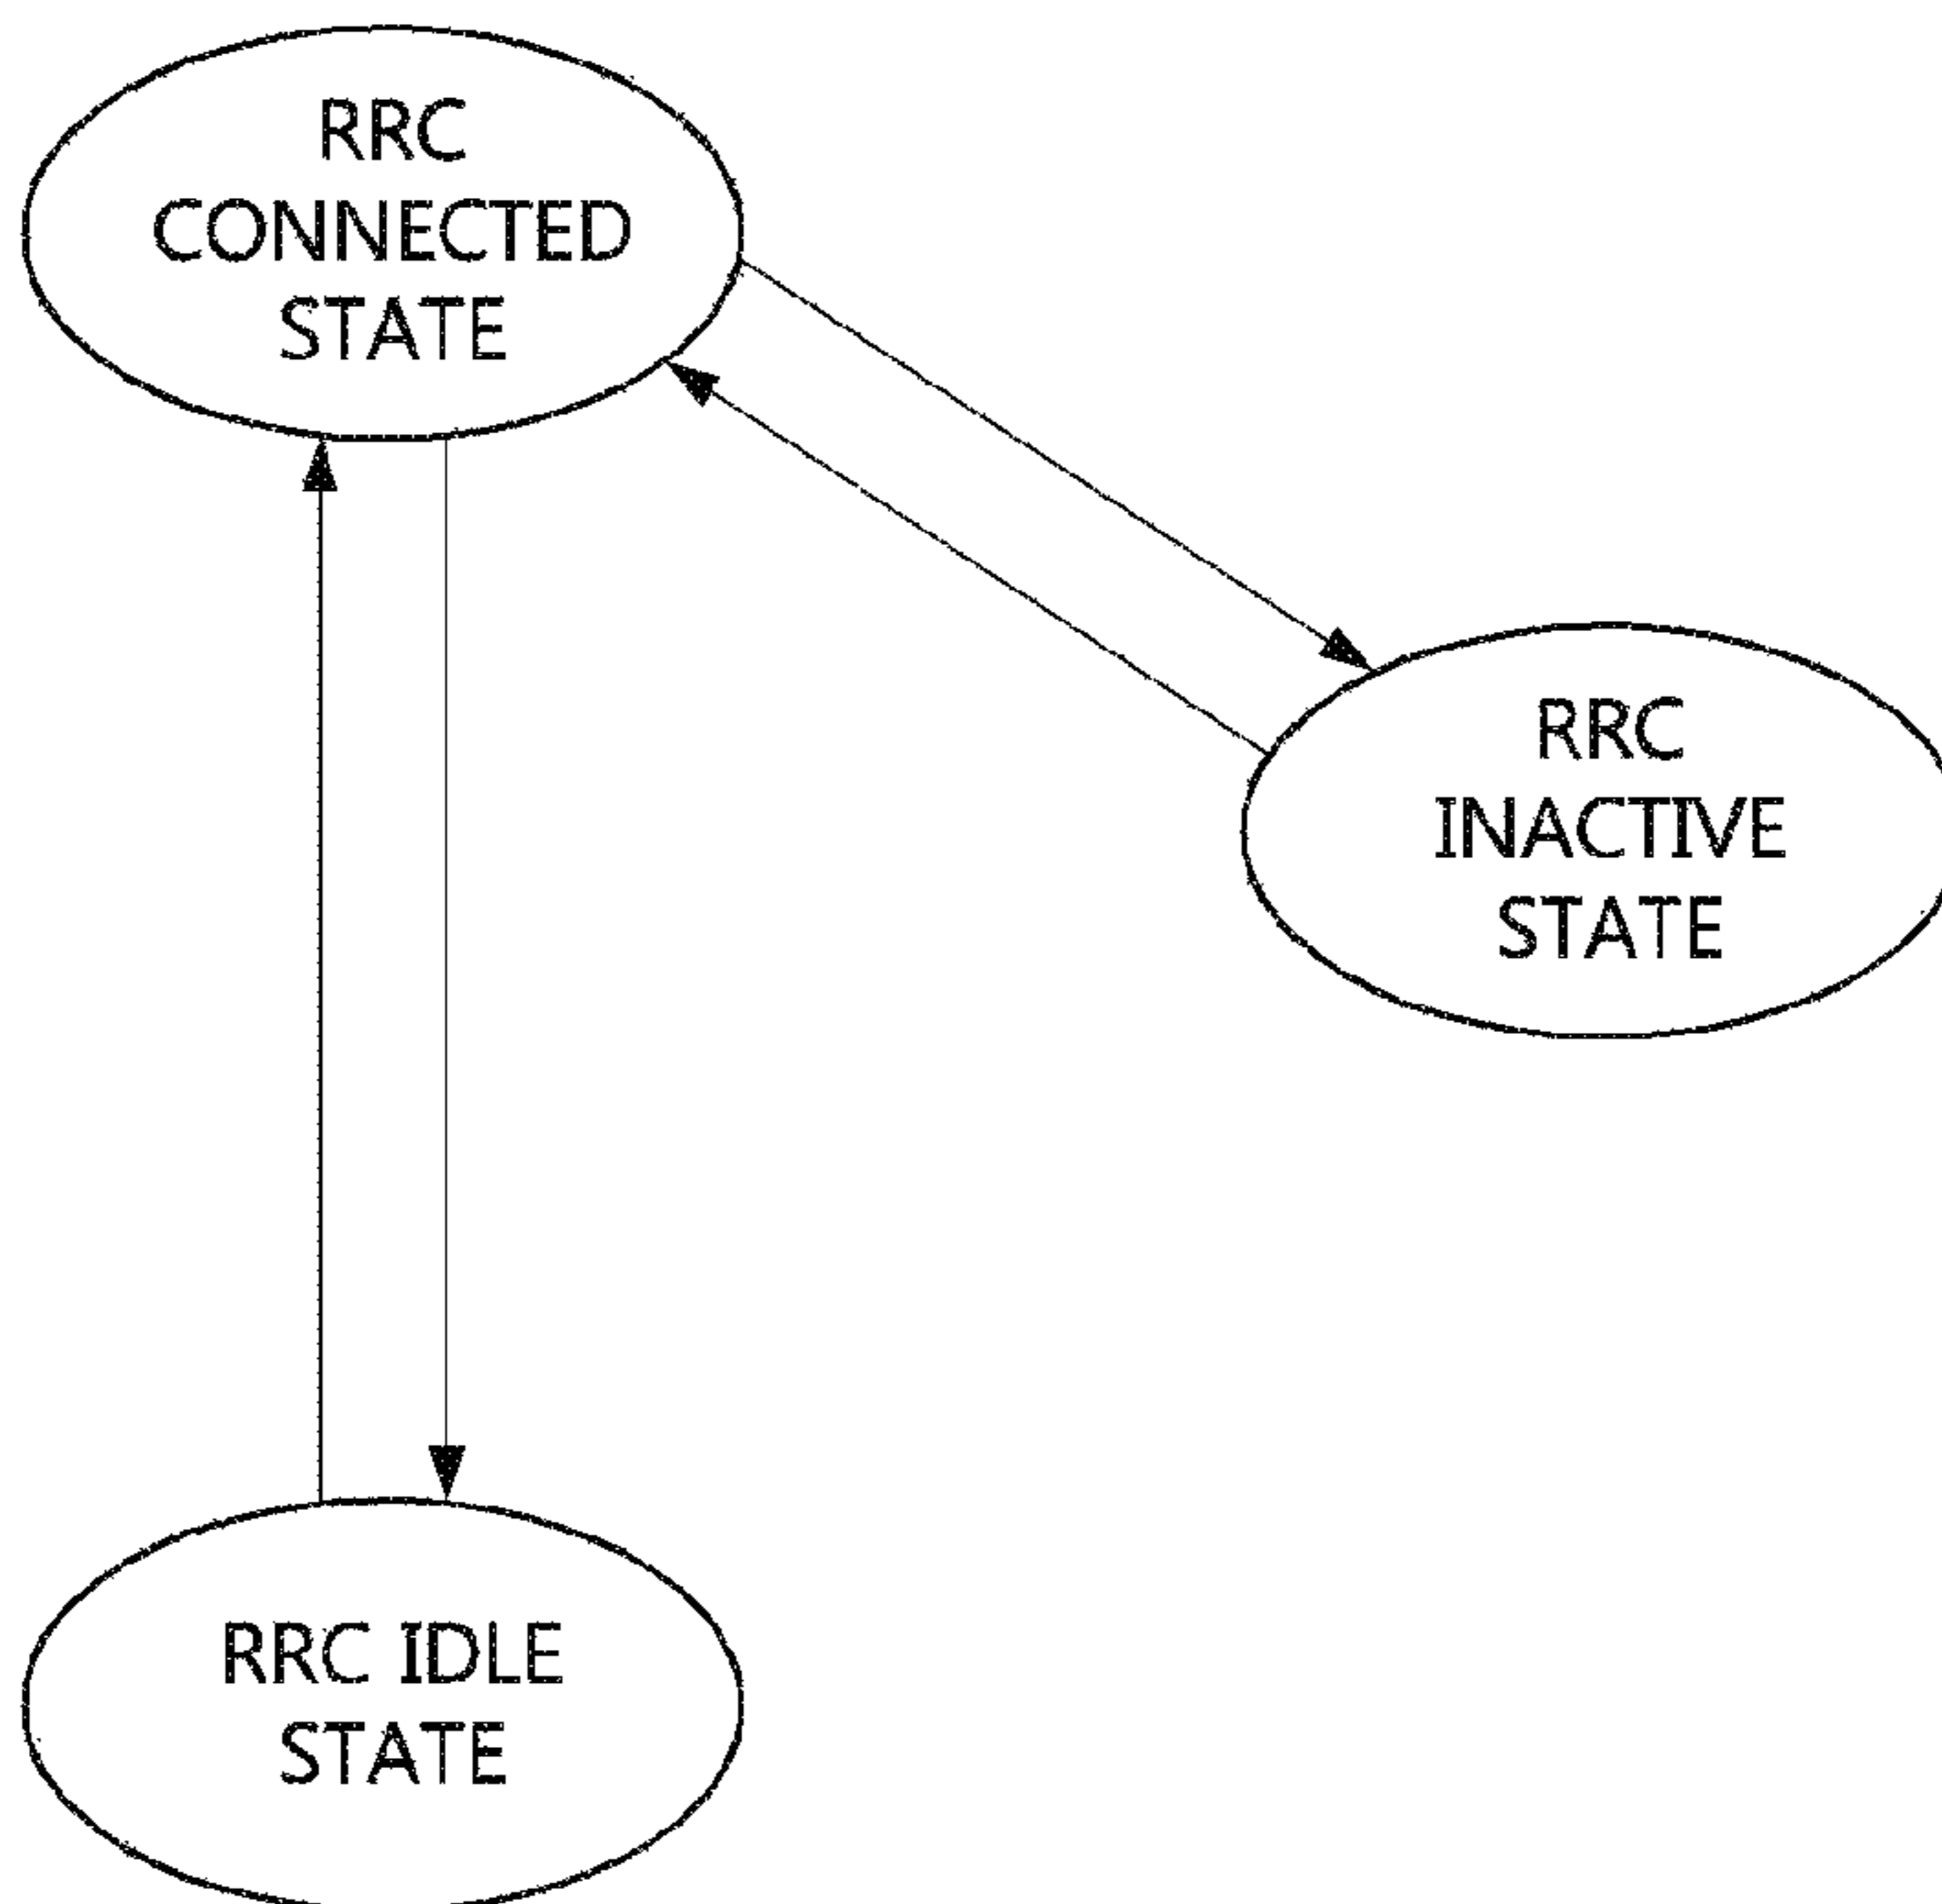 RRC
CONNECTED
STATE
RRC
INACTIVE
STATE
RRC IDLE
STATE